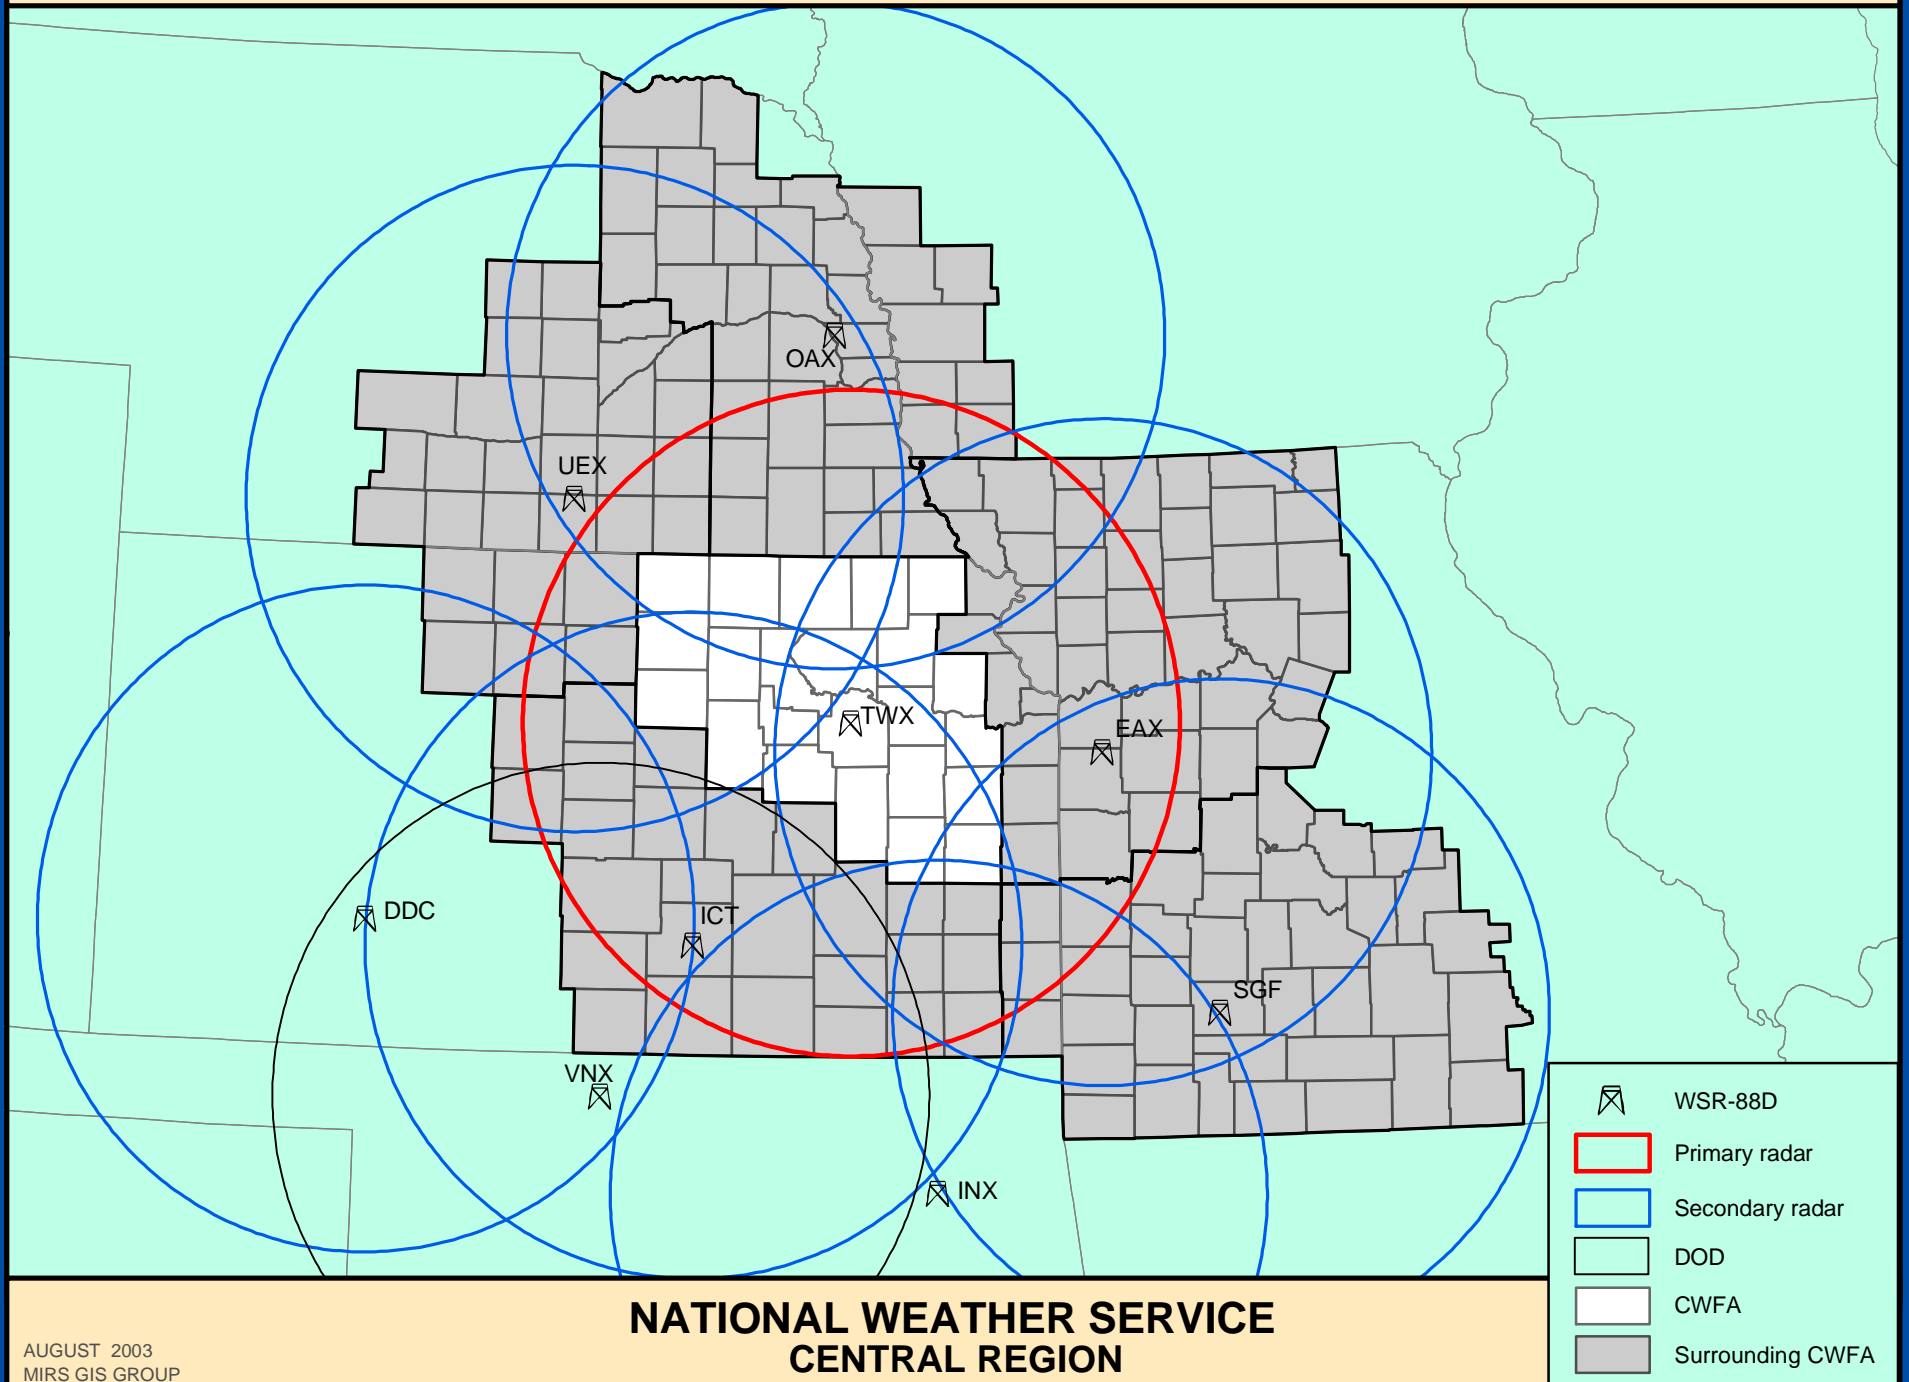 OAX
UEX
TWX
EAX
DDC
ICT
SGF
VNX
INX
WSR-88D
Primary radar
Secondary radar
DOD
CWFA
Surrounding CWFA
NATIONAL WEATHER SERVICE
CENTRAL REGION
AUGUST 2003
MIRS GIS GROUP